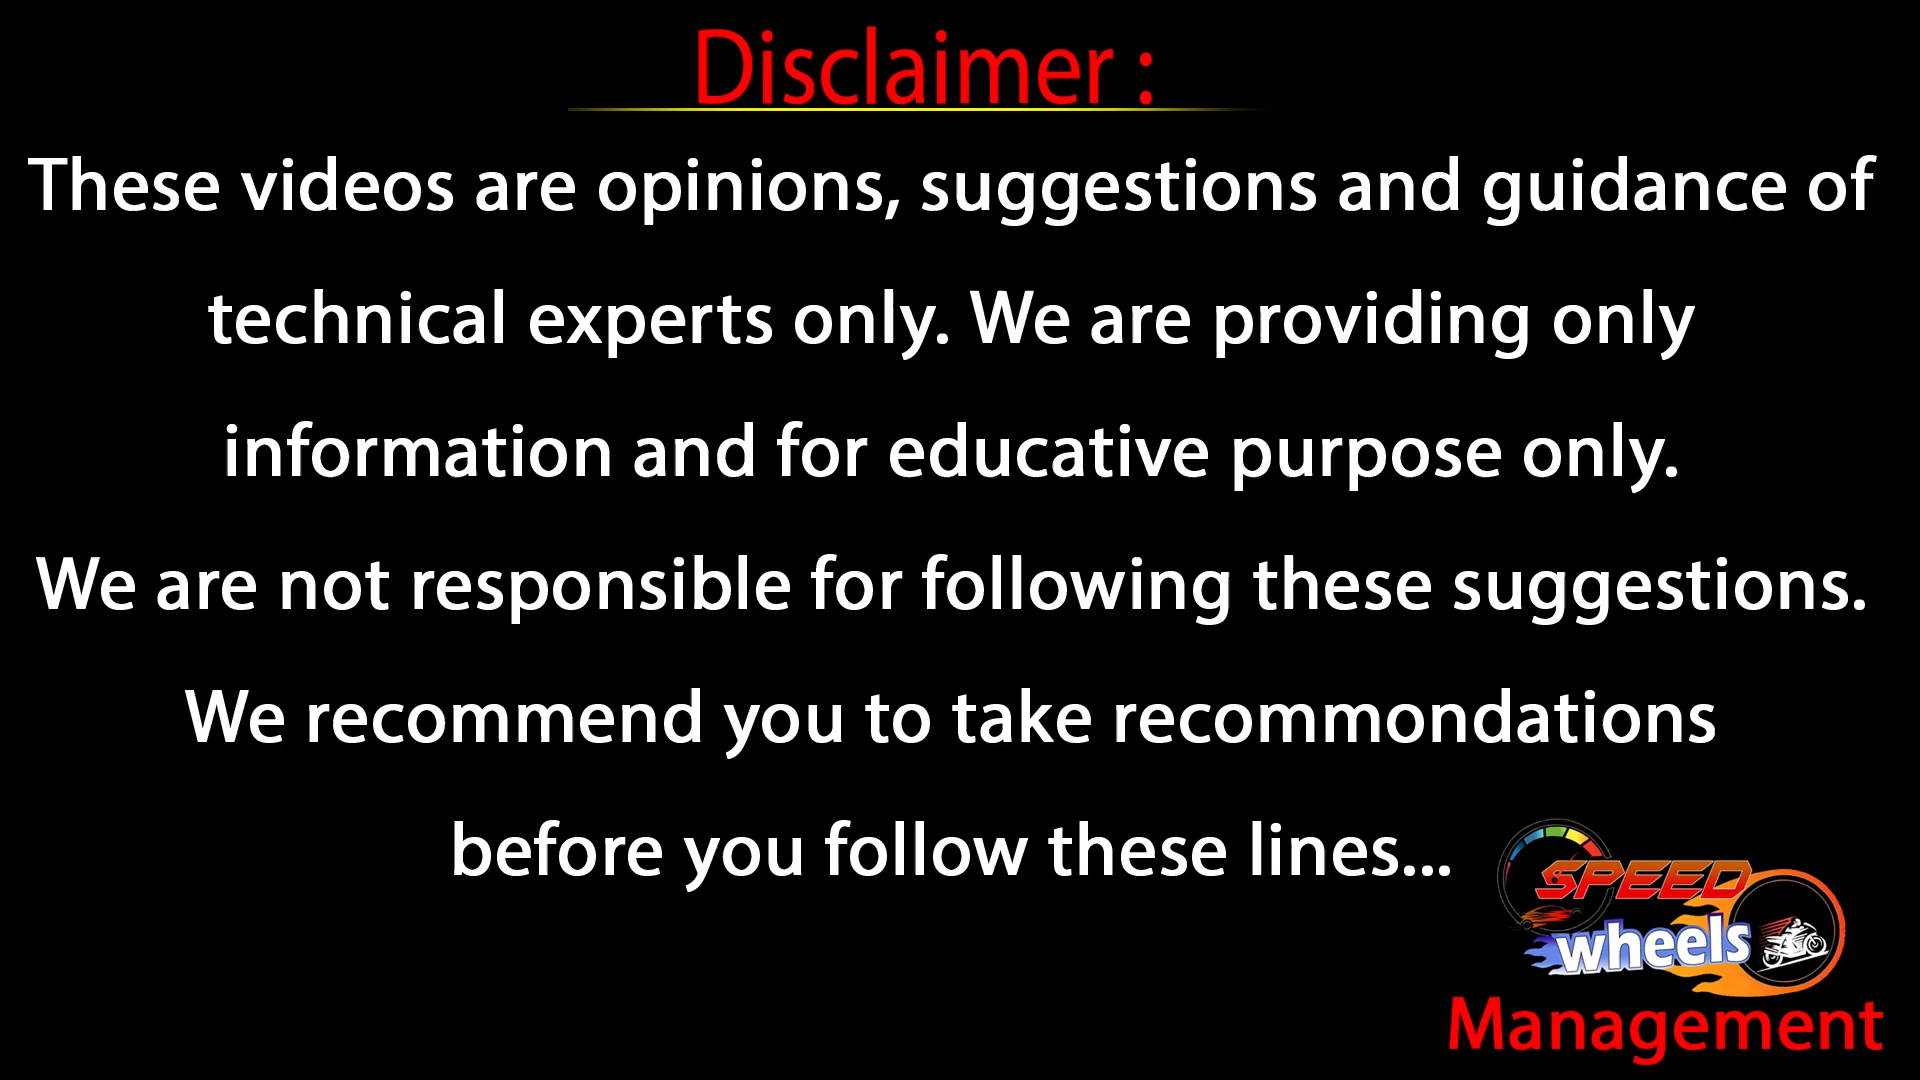 Disclaimer :
These videos are opinions, suggestions and guidance of
technical experts only. We are providing only
information and for educative purpose only.
We are not responsible for following these suggestions.
We recommend you to take recommondations
before you follow these lines...
SPEED
wheels
Management